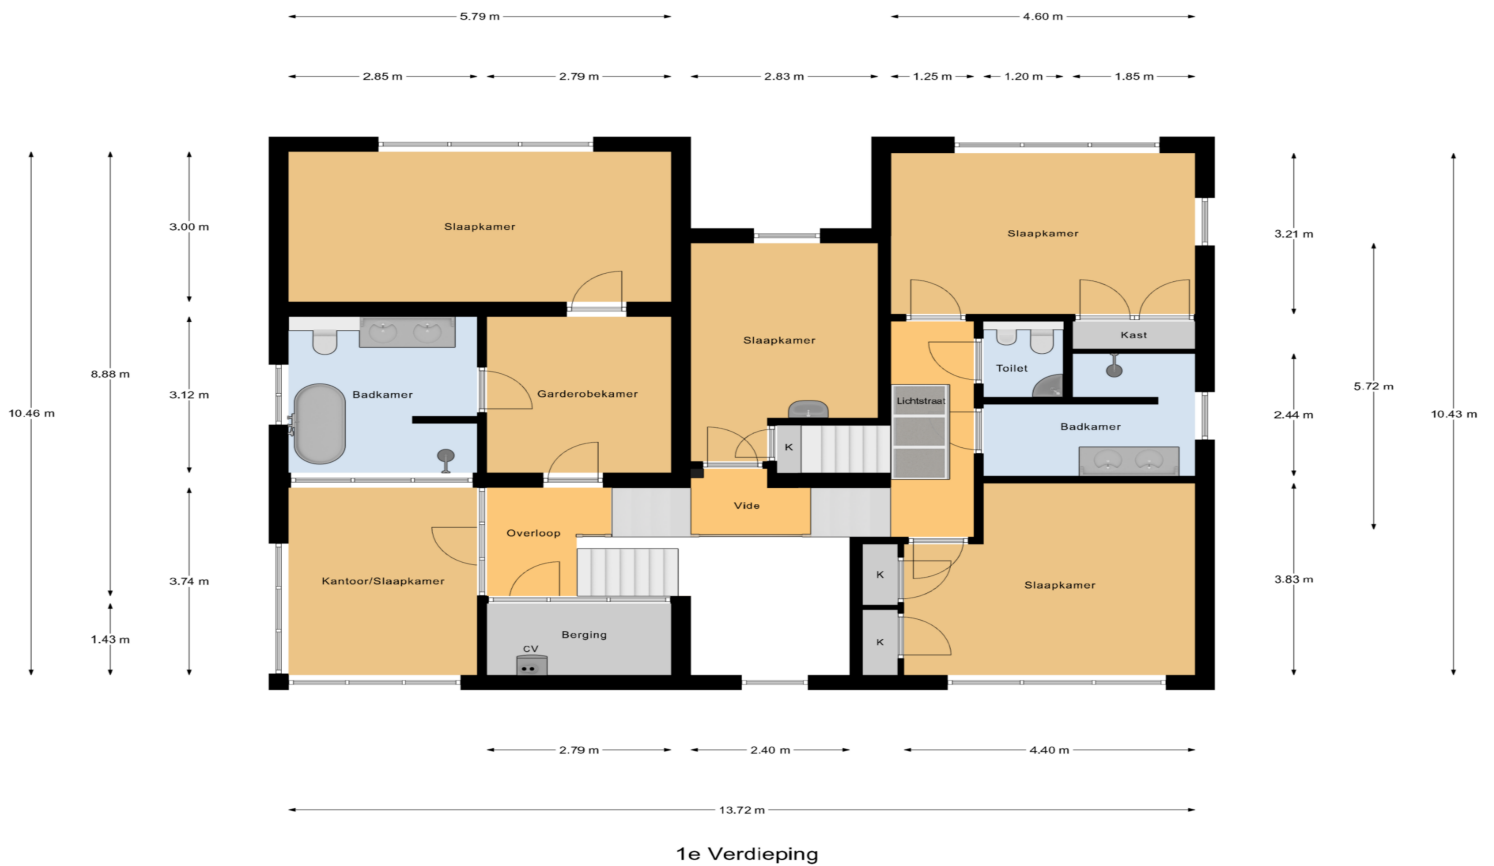 5.79 m
4.60 m
2.85 m
2.79 m
2.83 m
1.25 m
1.20 m
1.85 m
3.00 m
Slaapkamer
Slaapkamer
3.21 m
Slaapkamer
Kast
8.88 m
Toilet
5.72 m
3.12 m
Badkamer
Garderobekamer
Lichtstraat
10.46 m
2.44 m
10.43 m
Badkamer
K
Vide
Overloop
3.74 m
Kantoor/Slaapkamer
K
Slaapkamer
3.83 m
1.43 m
Berging
K
CV
2.79 m
2.40 m
4.40 m
13.72 m
1e Verdieping